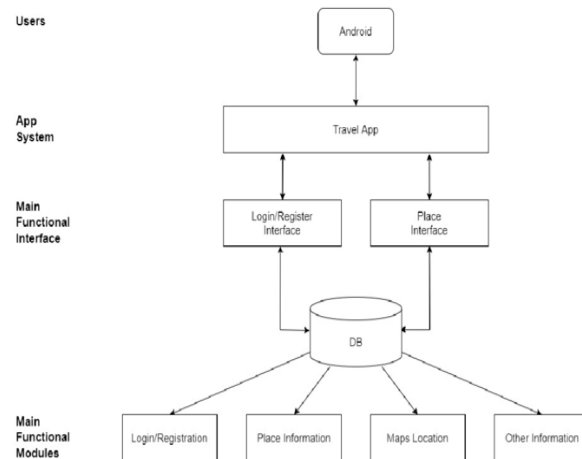 Users
Android
App
System
Travel App
Main
Functional
Interface
Login/Register
Interface
Place
Interface
DB
Main
Functional
Modules
Login/Registration
Place Information
Maps Location
Other Information